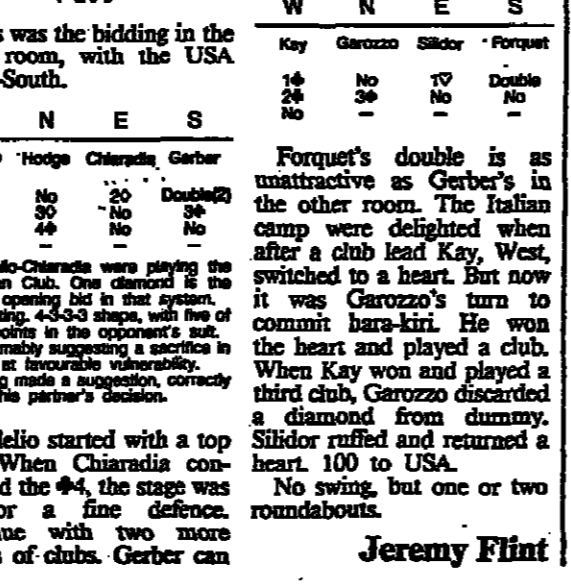 s was the bidding in the
room, with the USA
-South.
N E S
Hodge Chiaradia Gerber
No 2♢ Double(2)
3♢ No 3♠
4♠ No No
– – –
lio-Chiaradia were playing the
n Club. One diamond is the
opening bid in that system.
ting. 4-3-3-3 shape, with five of
points in the opponent's suit.
mably suggesting a sacrifice in
at favourable vulnerability.
g made a suggestion, correctly
his partner's decision.
lelio started with a top
When Chiaradia con-
d the ♣4, the stage was
or a fine defence.
nue with two more
s of clubs. Gerber can
W N E S
Kay Garozzo Silidor Forquet
No 1♡ Double
No No
No – – –
Forquet's double is as
unattractive as Gerber's in
the other room. The Italian
camp were delighted when
after a club lead Kay, West,
switched to a heart. But now
it was Garozzo's turn to
commit hara-kiri. He won
the heart and played a club.
When Kay won and played a
third club, Garozzo discarded
a diamond from dummy.
Silidor ruffed and returned a
heart. 100 to USA.
No swing, but one or two
roundabouts.
Jeremy Flint